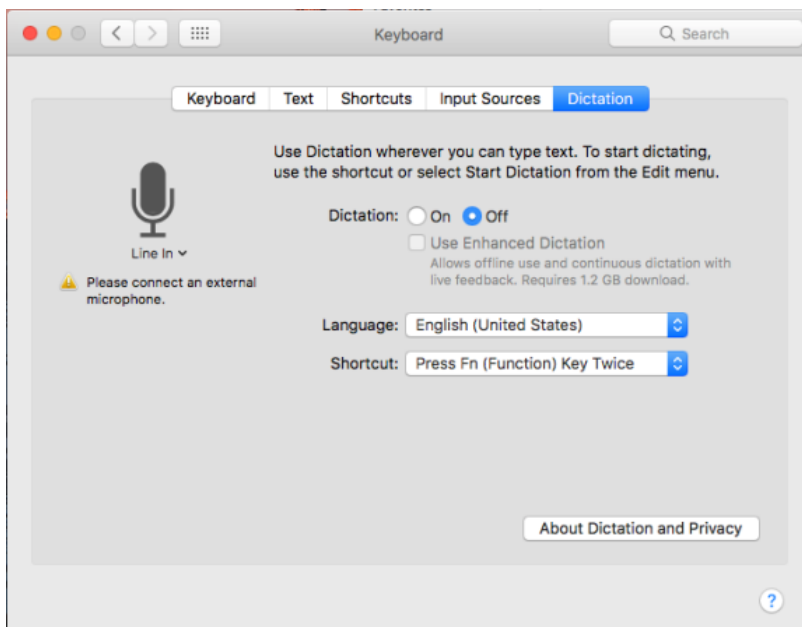 Keyboard
Search
Keyboard Text Shortcuts Input Sources Dictation
Use Dictation wherever you can type text. To start dictating,
use the shortcut or select Start Dictation from the Edit menu.
Line In
Please connect an external
microphone.
Dictation: On Off
Use Enhanced Dictation
Allows offline use and continuous dictation with
live feedback. Requires 1.2 GB download.
Language: English (United States)
Shortcut: Press Fn (Function) Key Twice
About Dictation and Privacy
?